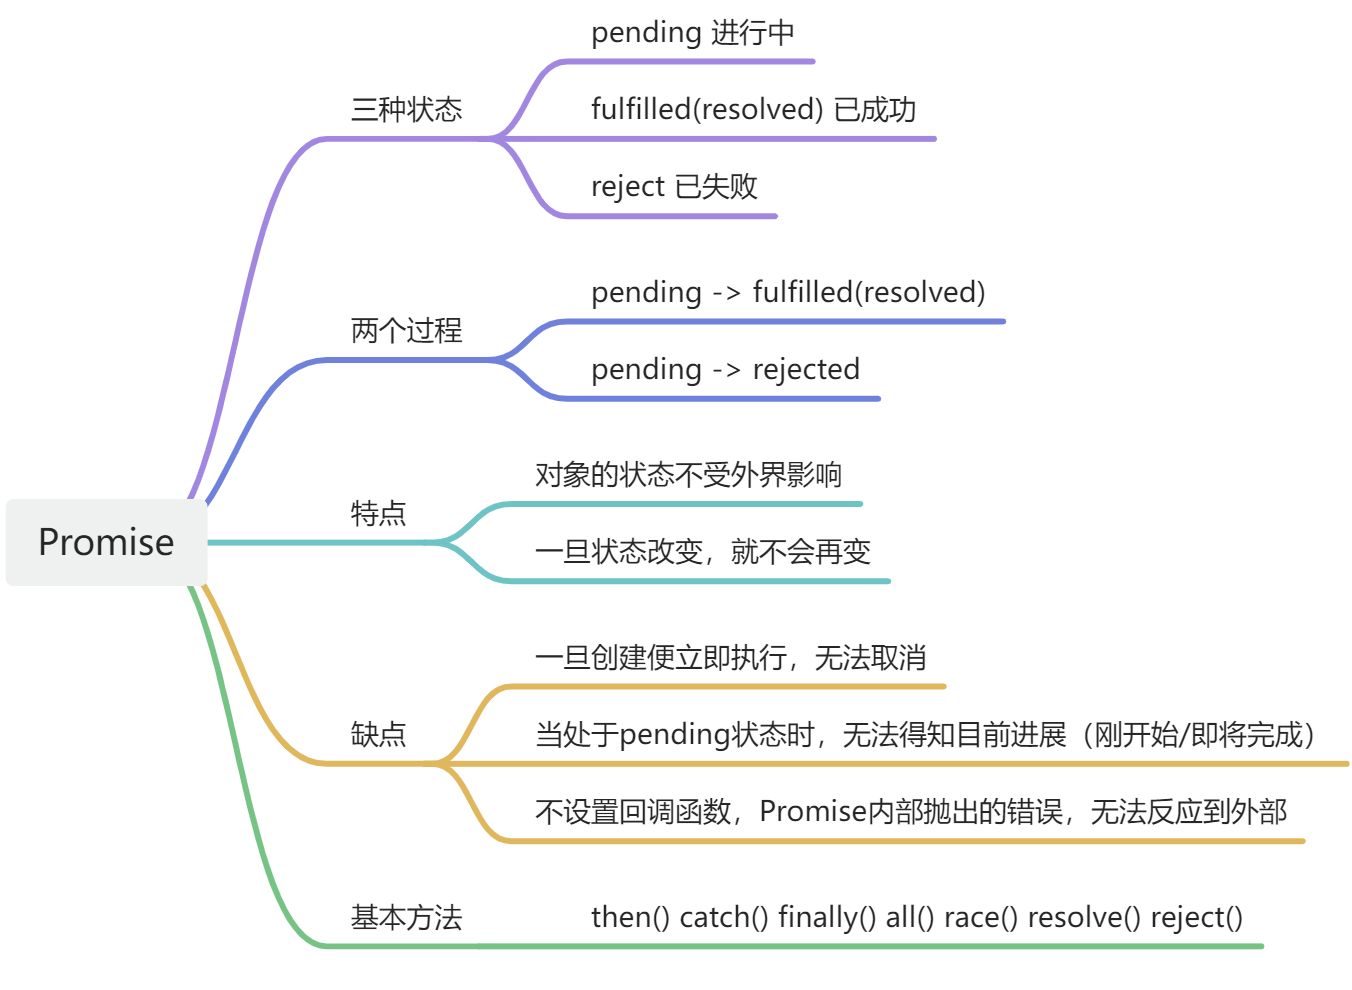 Promise
三种状态
pending 进行中
fulfilled(resolved) 已成功
reject 已失败
两个过程
pending -> fulfilled(resolved)
pending -> rejected
特点
对象的状态不受外界影响
一旦状态改变，就不会再变
缺点
一旦创建便立即执行，无法取消
当处于pending状态时，无法得知目前进展（刚开始/即将完成）
不设置回调函数，Promise内部抛出的错误，无法反应到外部
基本方法
then() catch() finally() all() race() resolve() reject()